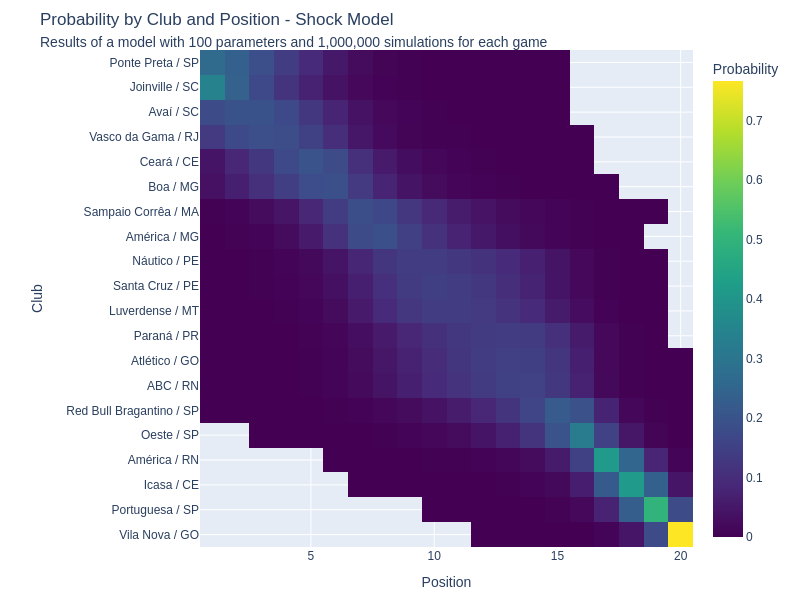 Probability by Club and Position - Shock Model
Results of a model with 100 parameters and 1,000,000 simulations for each game
Probability
Club
Ponte Preta / SP
Joinville / SC
Avaí / SC
Vasco da Gama / RJ
Ceará / CE
Boa / MG
Sampaio Corrêa / MA
América / MG
Náutico / PE
Santa Cruz / PE
Luverdense / MT
Paraná / PR
Atlético / GO
ABC / RN
Red Bull Bragantino / SP
Oeste / SP
América / RN
Icasa / CE
Portuguesa / SP
Vila Nova / GO
0.7
0.6
0.5
0.4
0.3
0.2
0.1
0
5 10 15 20
Position